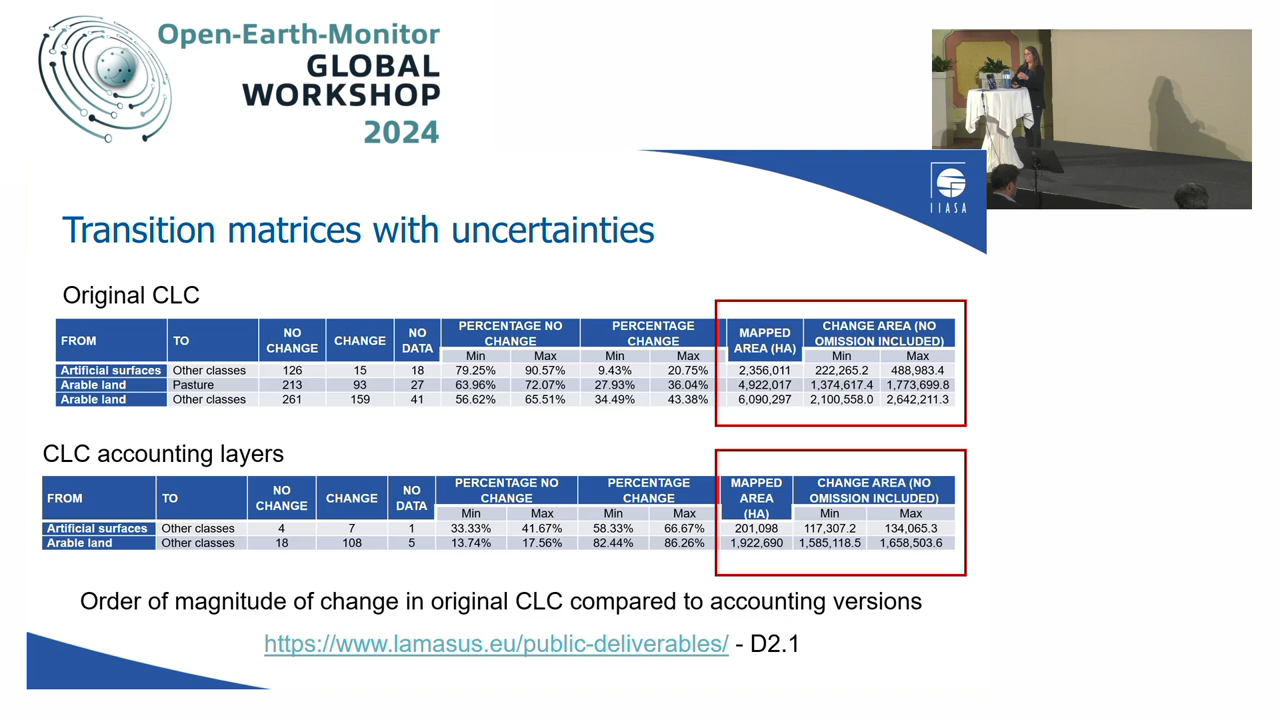 Open-Earth-Monitor
GLOBAL
WORKSHOP
2024
IIASA
Transition matrices with uncertainties
Original CLC
FROM TO NO CHANGE CHANGE NO DATA PERCENTAGE NO CHANGE PERCENTAGE CHANGE MAPPED AREA (HA) CHANGE AREA (NO OMISSION INCLUDED)
Min Max Min Max Min Max
Artificial surfaces Other classes 126 15 18 79.25% 90.57% 9.43% 20.75% 2,356,011 222,265.2 488,983.4
Arable land Pasture 213 93 27 63.96% 72.07% 27.93% 36.04% 4,922,017 1,374,617.4 1,773,699.8
Arable land Other classes 261 159 41 56.62% 65.51% 34.49% 43.38% 6,090,297 2,100,558.0 2,642,211.3
CLC accounting layers
FROM TO NO CHANGE CHANGE NO DATA PERCENTAGE NO CHANGE PERCENTAGE CHANGE MAPPED AREA (HA) CHANGE AREA (NO OMISSION INCLUDED)
Min Max Min Max Min Max
Artificial surfaces Other classes 4 7 1 33.33% 41.67% 58.33% 66.67% 201,098 117,307.2 134,065.3
Arable land Other classes 18 108 5 13.74% 17.56% 82.44% 86.26% 1,922,690 1,585,118.5 1,658,503.6
Order of magnitude of change in original CLC compared to accounting versions
https://www.lamasus.eu/public-deliverables/ - D2.1